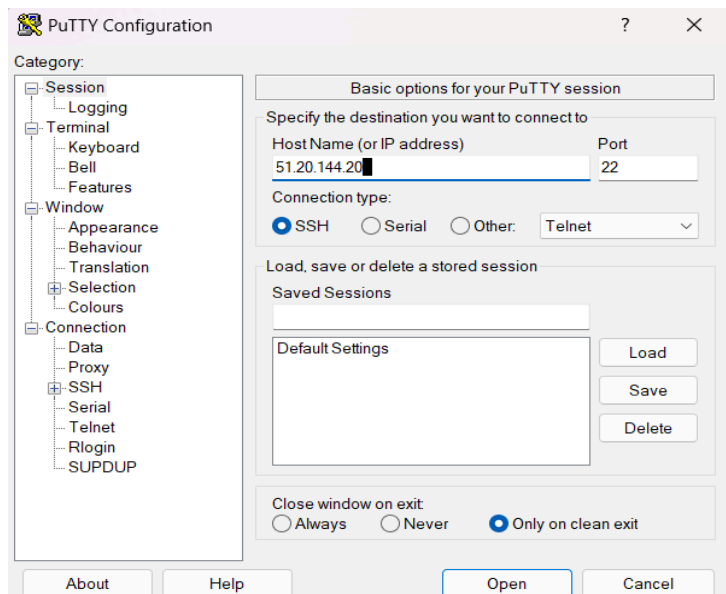 PuTTY Configuration
?
Category:
Session
Logging
Terminal
Keyboard
Bell
Features
Window
Appearance
Behaviour
Translation
Selection
Colours
Connection
Data
Proxy
SSH
Serial
Telnet
Rlogin
SUPDUP
Basic options for your PuTTY session
Specify the destination you want to connect to
Host Name (or IP address) Port
51.20.144.20 22
Connection type:
SSH Serial Other: Telnet
Load, save or delete a stored session
Saved Sessions
Default Settings
Load
Save
Delete
Close window on exit:
Always Never Only on clean exit
About Help Open Cancel